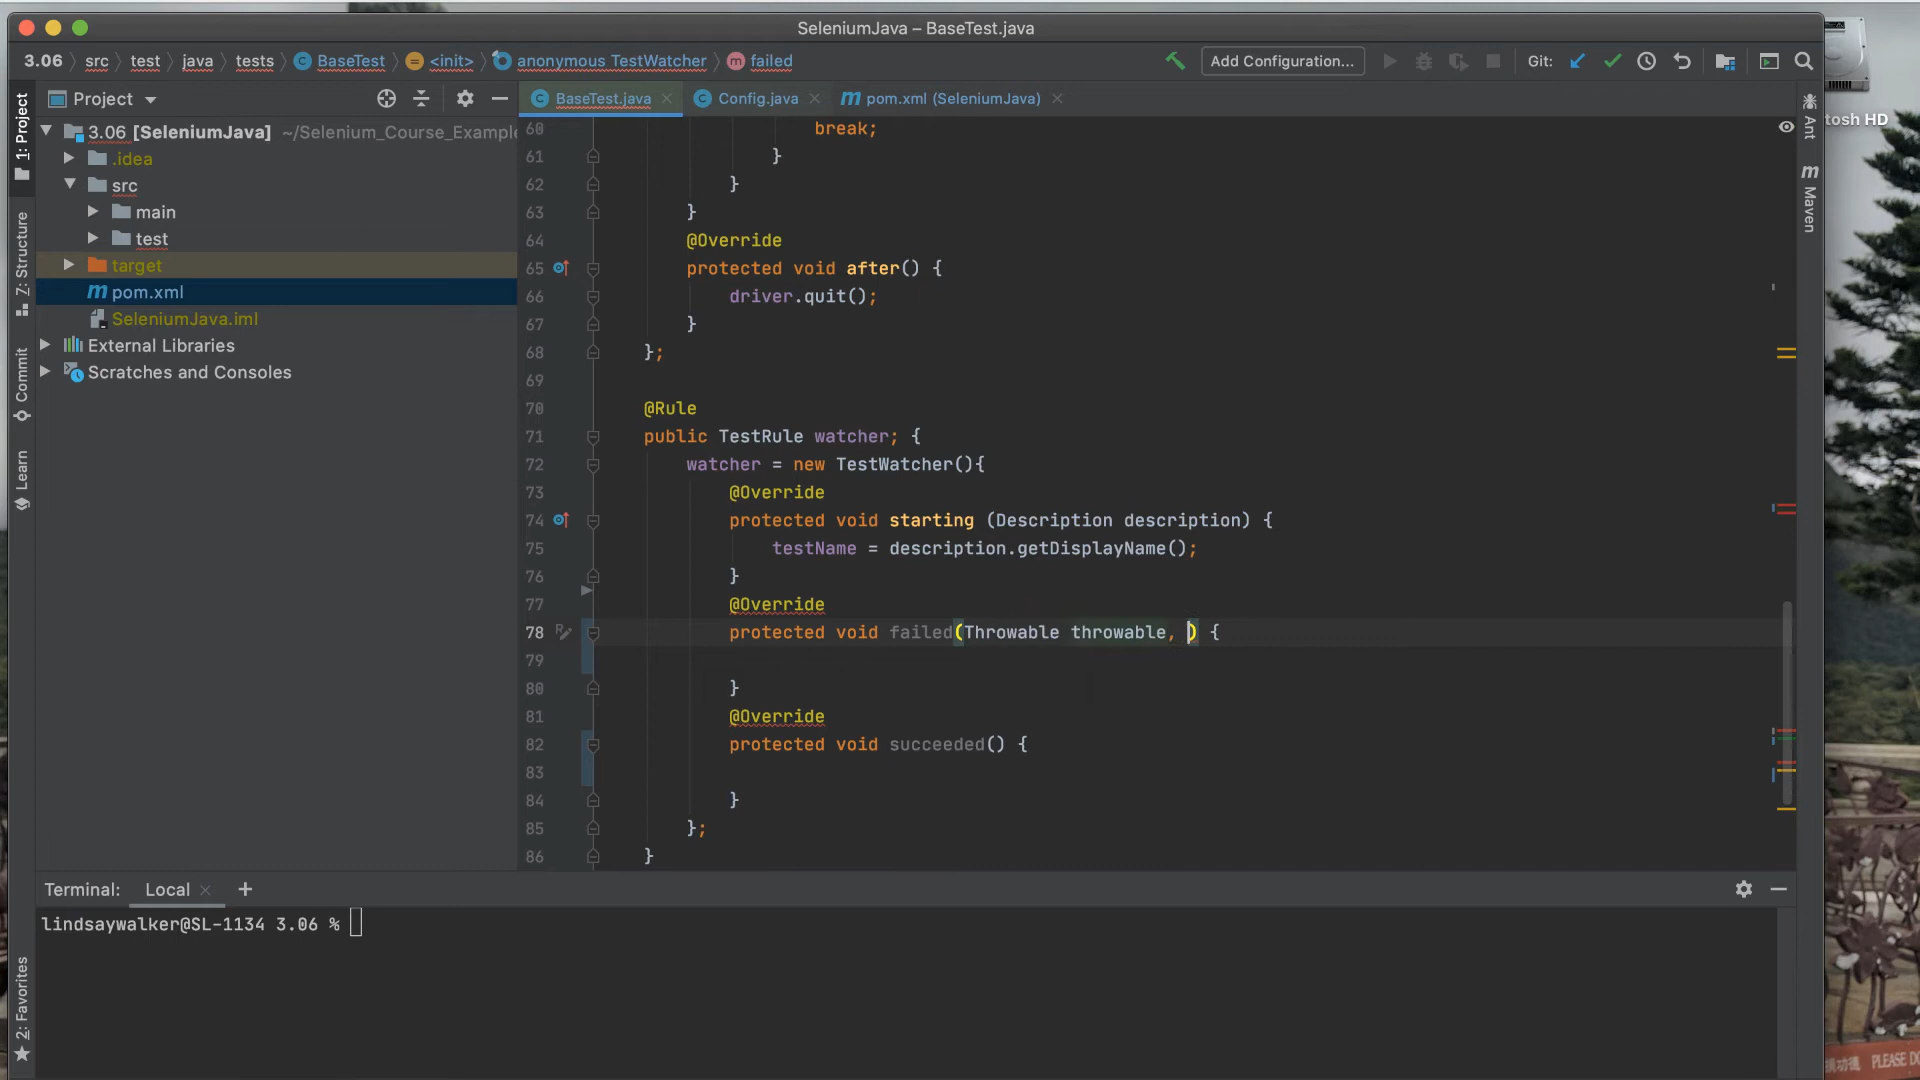 SeleniumJava – BaseTest.java
3.06 src test java tests BaseTest <init> anonymous TestWatcher failed
Add Configuration...
Git:
Project
BaseTest.java
Config.java
pom.xml (SeleniumJava)
1: Project
Z: Structure
Commit
Learn
2: Favorites
Ant
Maven
tosh HD
3.06 [SeleniumJava] ~/Selenium_Course_Example
.idea
src
main
test
target
pom.xml
SeleniumJava.iml
External Libraries
Scratches and Consoles
60 break;
61 }
62 }
63 }
64 @Override
65 protected void after() {
66 driver.quit();
67 }
68 };
69
70 @Rule
71 public TestRule watcher; {
72 watcher = new TestWatcher(){
73 @Override
74 protected void starting (Description description) {
75 testName = description.getDisplayName();
76 }
77 @Override
78 protected void failed(Throwable throwable, ) {
79
80 }
81 @Override
82 protected void succeeded() {
83
84 }
85 };
86 }
Terminal: Local +
lindsaywalker@SL-1134 3.06 %
PLEASE DO